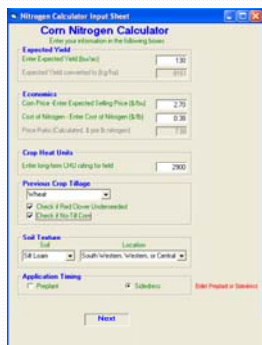 Nitrogen Calculator Input Sheet
Corn Nitrogen Calculator
Enter your information in the following boxes
Expected Yield
Enter Expected Yield (bu/ac) 130
Expected Yield converted to (kg/ha)
Economics
Corn Price -Enter Expected Selling Price ($/bu) 2.70
Cost of Nitrogen - Enter Cost of Nitrogen ($/lb) 0.38
Price Ratio (Calculated, $ per lb nitrogen)
Crop Heat Units
Enter long-term CHU rating for field 2900
Previous Crop Tillage
Wheat
Check if Red Clover Underseeded
Check if No-Till Corn
Soil Texture
Soil Location
Silt Loam South Western, Western, or Central
Application Timing
Preplant Sidedress Enter Preplant or Sidedress
Next